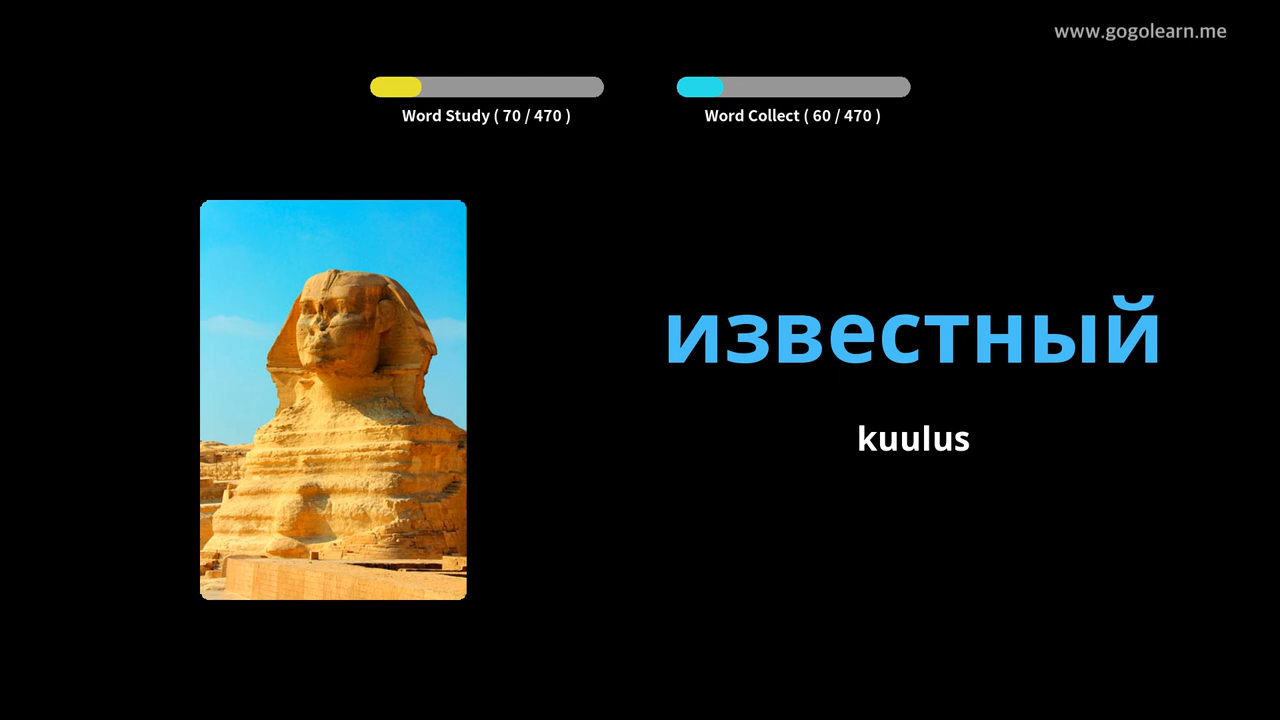 www.gogolearn.me
Word Study ( 70 / 470 )
Word Collect ( 60 / 470 )
известный
kuulus